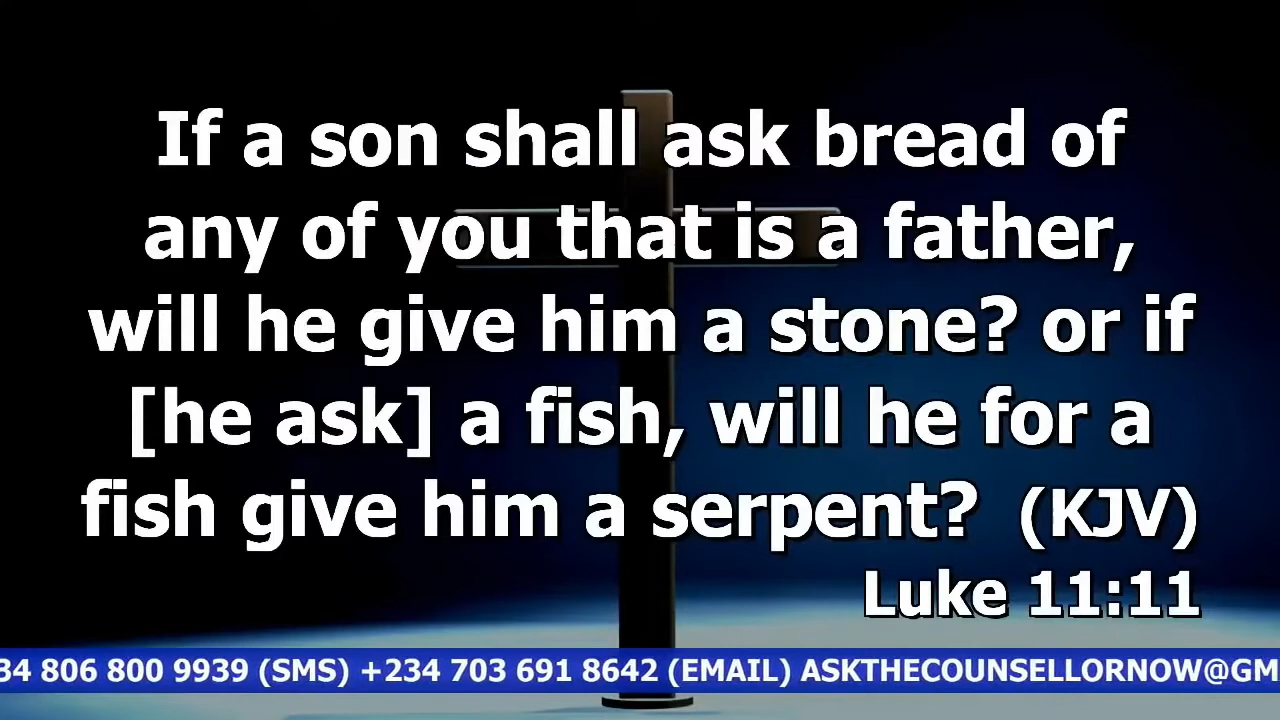 If a son shall ask bread of
any of you that is a father,
will he give him a stone? or if
[he ask] a fish, will he for a
fish give him a serpent? (KJV)
Luke 11:11
34 806 800 9939 (SMS) +234 703 691 8642 (EMAIL) ASKTHECOUNSELLORNOW@GM